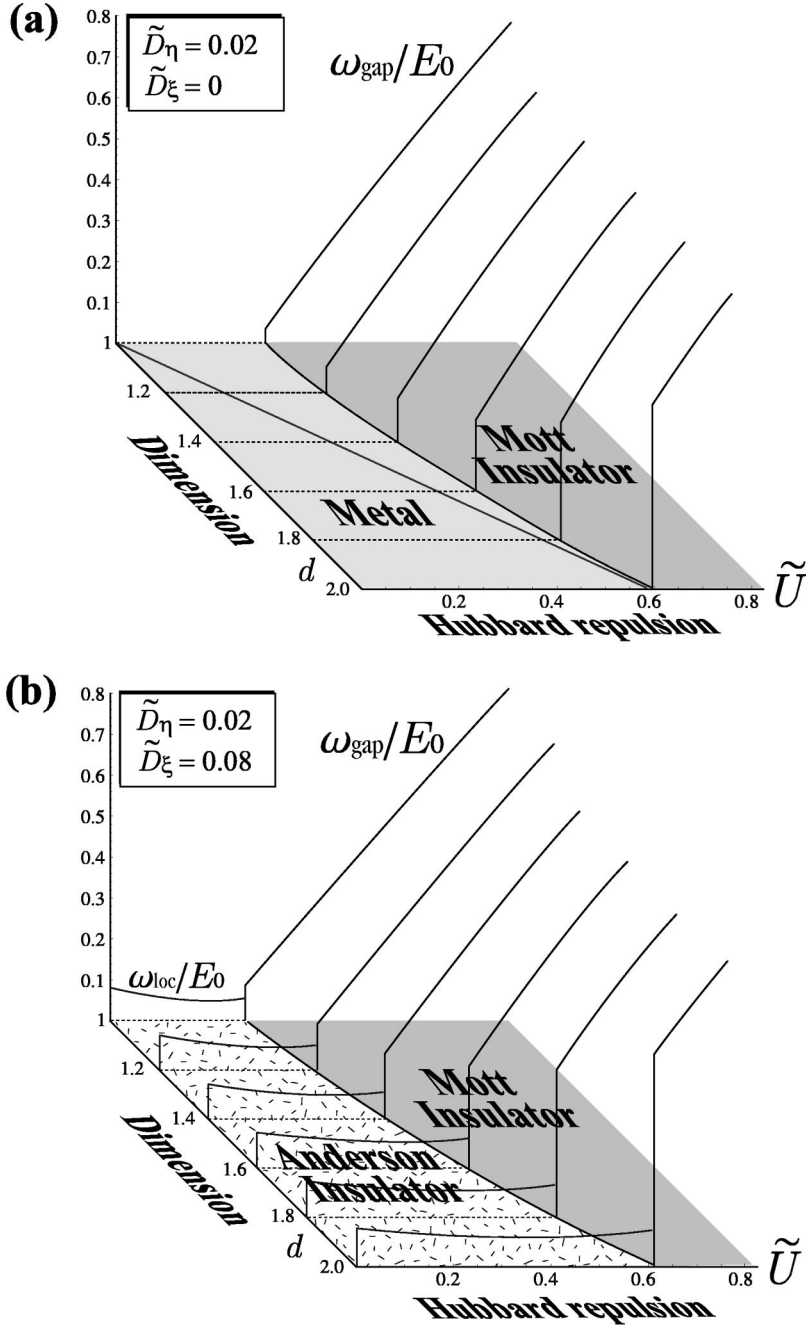 (a)
D̃η = 0.02
D̃ξ = 0
ωgap/E0
0.8
0.7
0.6
0.5
0.4
0.3
0.2
0.1
1
1.2
1.4
1.6
1.8
2.0
Dimension
d
Metal
Mott
Insulator
0.2
0.4
0.6
0.8
Ũ
Hubbard repulsion
(b)
D̃η = 0.02
D̃ξ = 0.08
ωgap/E0
0.8
0.7
0.6
0.5
0.4
0.3
0.2
0.1
ωloc/E0
1
1.2
1.4
1.6
1.8
2.0
Dimension
d
Mott
Insulator
Anderson
Insulator
0.2
0.4
0.6
0.8
Ũ
Hubbard repulsion